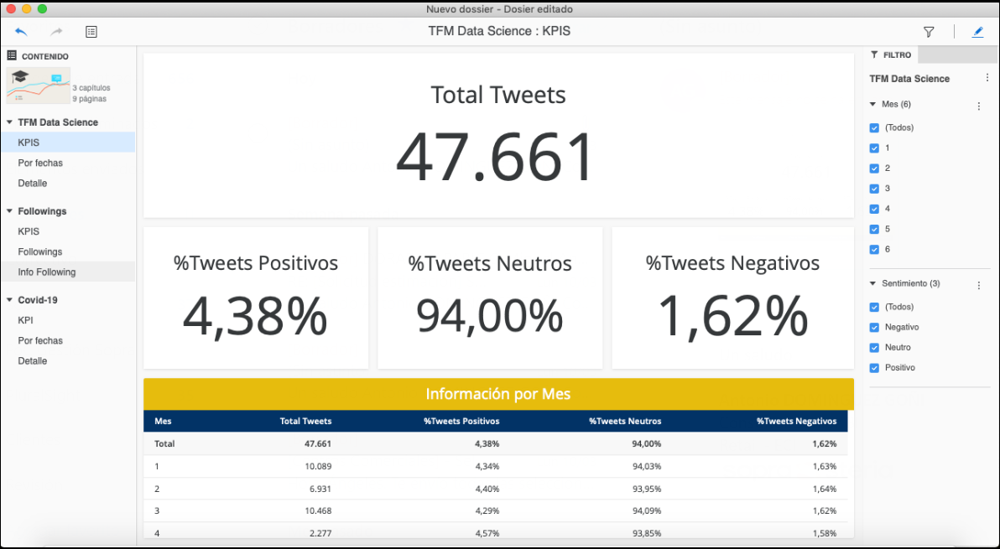 Nuevo dossier - Dosier editado
TFM Data Science : KPIS
CONTENIDO
3 capítulos
9 páginas
TFM Data Science
KPIS
Por fechas
Detalle
Followings
KPIS
Followings
Info Following
Covid-19
KPI
Por fechas
Detalle
Total Tweets
47.661
%Tweets Positivos
4,38%
%Tweets Neutros
94,00%
%Tweets Negativos
1,62%
Información por Mes
Mes Total Tweets %Tweets Positivos %Tweets Neutros %Tweets Negativos
Total 47.661 4,38% 94,00% 1,62%
1 10.089 4,34% 94,03% 1,63%
2 6.931 4,40% 93,95% 1,64%
3 10.468 4,29% 94,09% 1,62%
4 2.277 4,57% 93,85% 1,58%
FILTRO
TFM Data Science
Mes (6)
(Todos)
1
2
3
4
5
6
Sentimiento (3)
(Todos)
Negativo
Neutro
Positivo